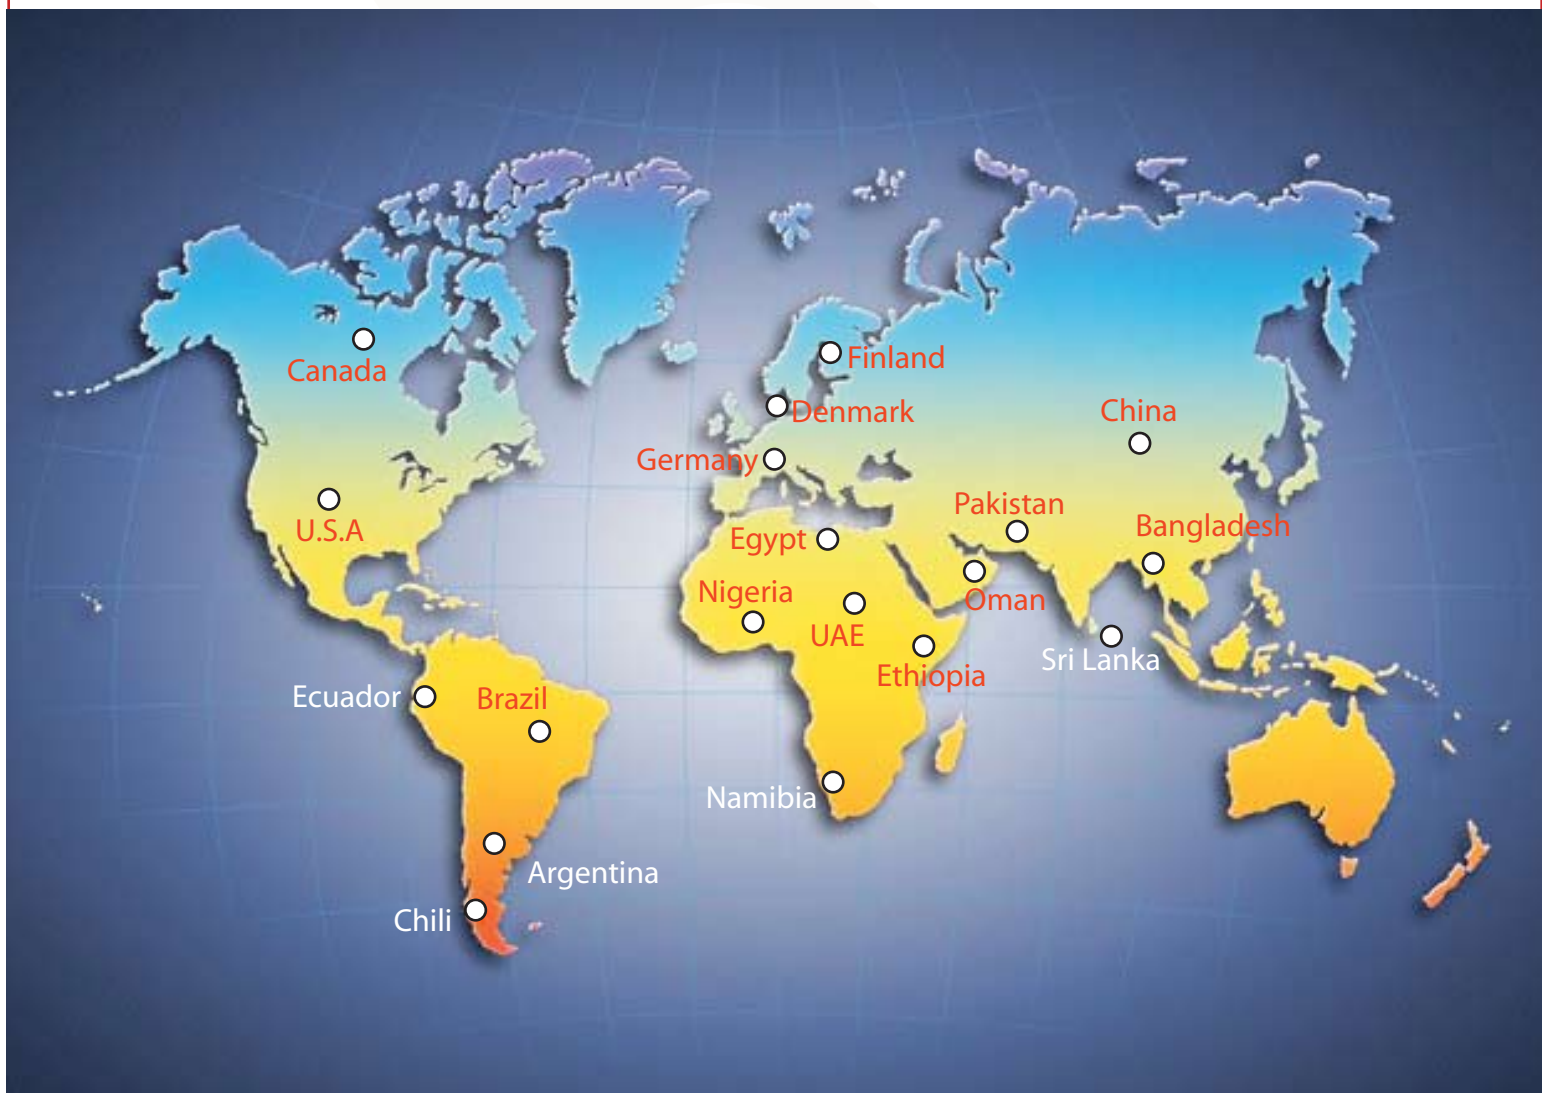 Canada
Finland
Denmark
China
Germany
Pakistan
Bangladesh
U.S.A
Egypt
Nigeria
Oman
UAE
Sri Lanka
Ethiopia
Ecuador
Brazil
Namibia
Argentina
Chili